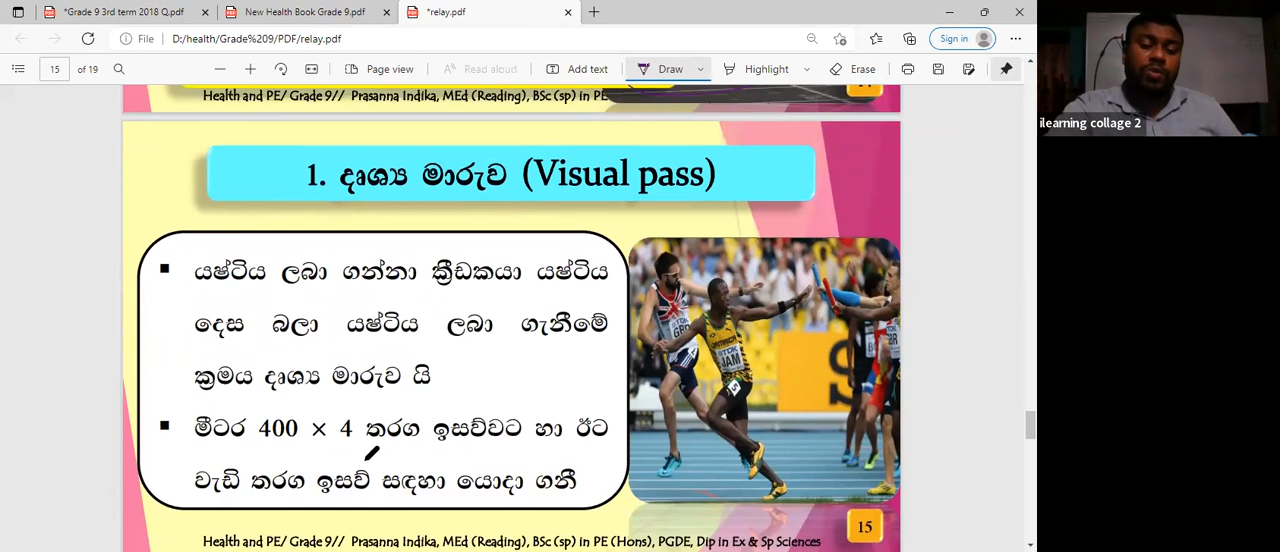 *Grade 9 3rd term 2018 Q.pdf
New Health Book Grade 9.pdf
*relay.pdf
File D:/health/Grade%209/PDF/relay.pdf
Sign in
15 of 19
Page view
Read aloud
Add text
Draw
Highlight
Erase
Health and PE/ Grade 9// Prasanna Indika, MEd (Reading), BSc (sp) in PE
ilearning collage 2
1. දෘශ්‍ය මාරුව (Visual pass)
▪ යෂ්ටිය ලබා ගන්නා ක්‍රීඩකයා යෂ්ටිය
දෙස බලා යෂ්ටිය ලබා ගැනීමේ
ක්‍රමය දෘශ්‍ය මාරුව යි
▪ මීටර 400 × 4 තරග ඉසව්වට හා ඊට
වැඩි තරග ඉසව් සඳහා යොදා ගනී
JAM
15
Health and PE/ Grade 9// Prasanna Indika, MEd (Reading), BSc (sp) in PE (Hons), PGDE, Dip in Ex & Sp Sciences